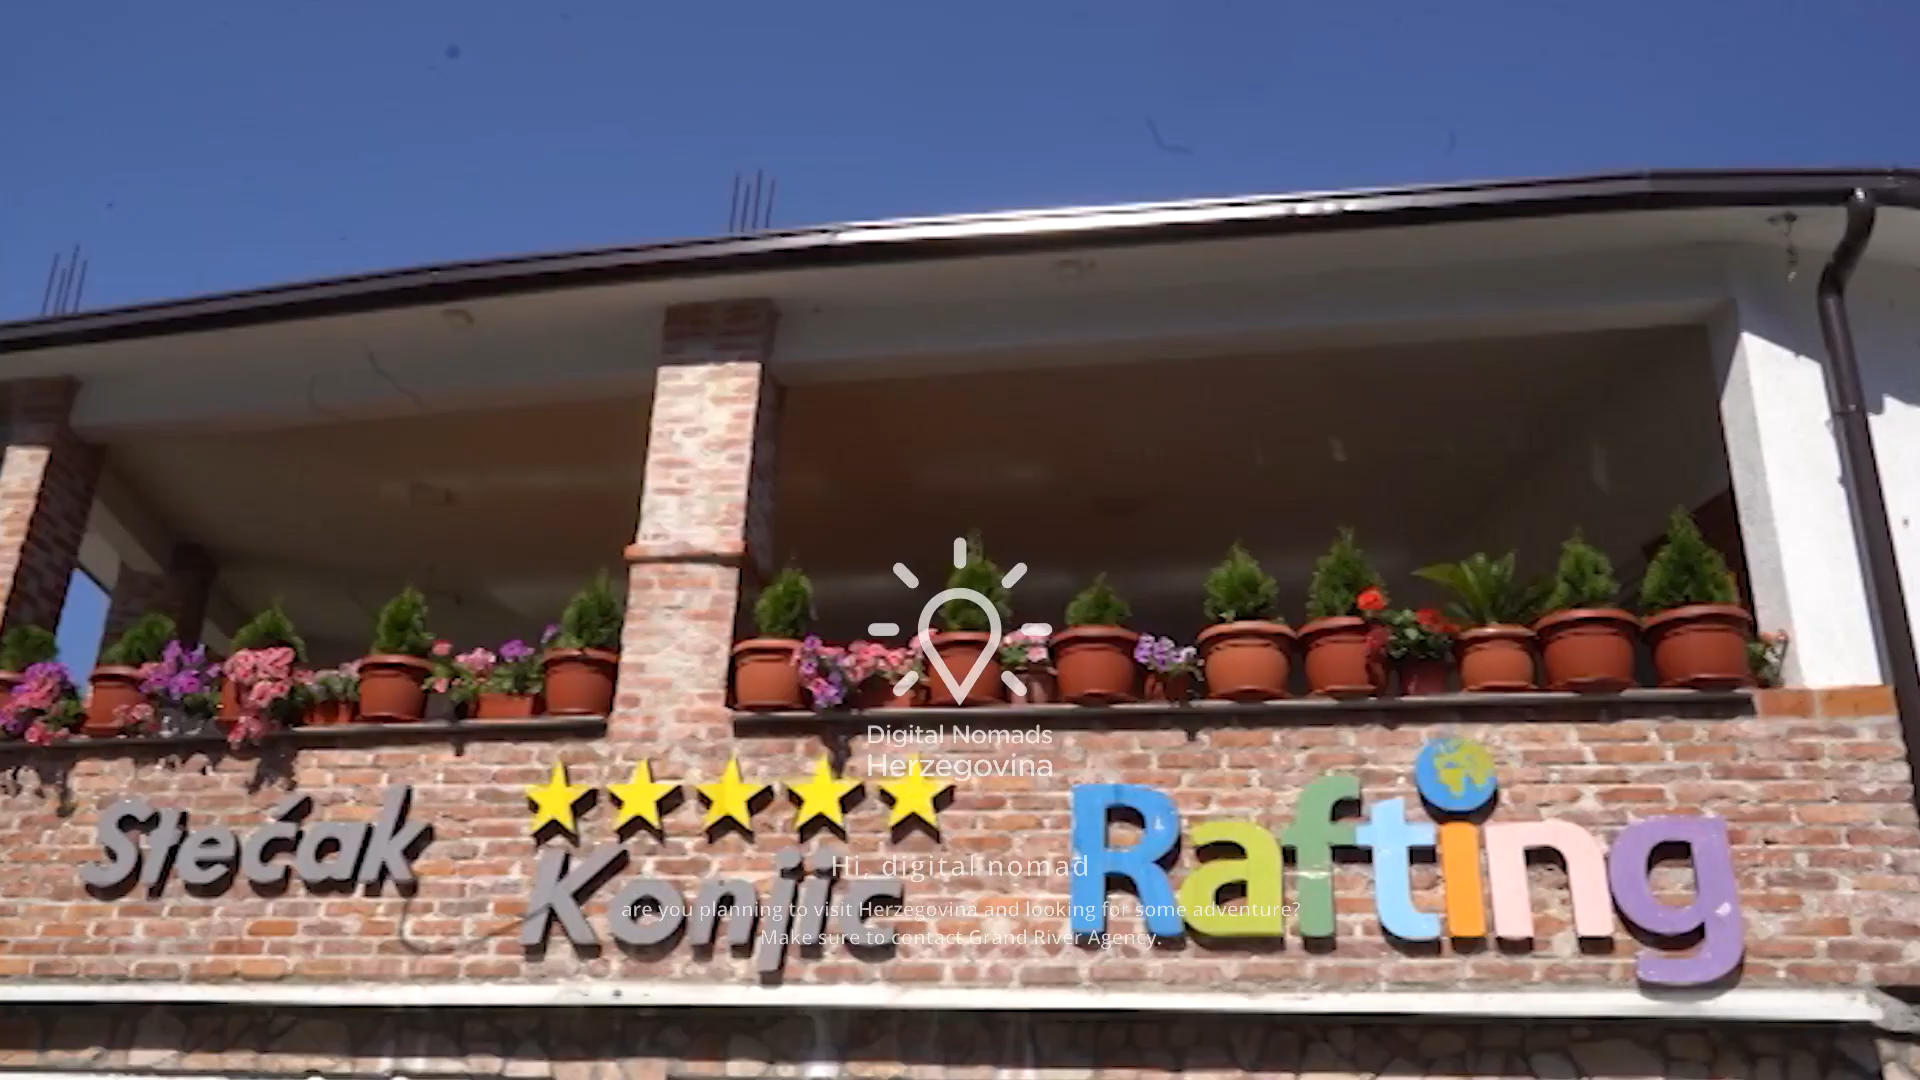 Digital Nomads
Herzegovina
Stećak
Konjic
Rafting
Hi, digital nomad
are you planning to visit Herzegovina and looking for some adventure?
Make sure to contact Grand River Agency.